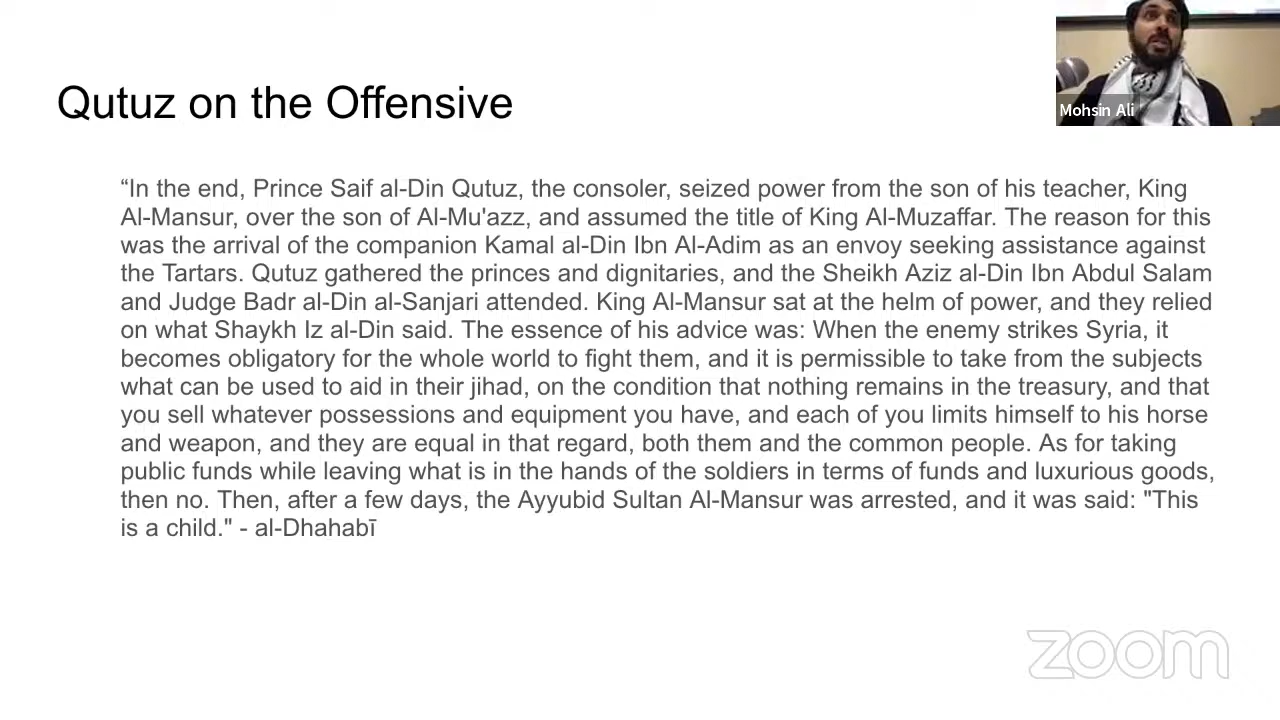 Qutuz on the Offensive
Mohsin Ali
“In the end, Prince Saif al-Din Qutuz, the consoler, seized power from the son of his teacher, King
Al-Mansur, over the son of Al-Mu'azz, and assumed the title of King Al-Muzaffar. The reason for this
was the arrival of the companion Kamal al-Din Ibn Al-Adim as an envoy seeking assistance against
the Tartars. Qutuz gathered the princes and dignitaries, and the Sheikh Aziz al-Din Ibn Abdul Salam
and Judge Badr al-Din al-Sanjari attended. King Al-Mansur sat at the helm of power, and they relied
on what Shaykh Iz al-Din said. The essence of his advice was: When the enemy strikes Syria, it
becomes obligatory for the whole world to fight them, and it is permissible to take from the subjects
what can be used to aid in their jihad, on the condition that nothing remains in the treasury, and that
you sell whatever possessions and equipment you have, and each of you limits himself to his horse
and weapon, and they are equal in that regard, both them and the common people. As for taking
public funds while leaving what is in the hands of the soldiers in terms of funds and luxurious goods,
then no. Then, after a few days, the Ayyubid Sultan Al-Mansur was arrested, and it was said: "This
is a child." - al-Dhahabī
zoom